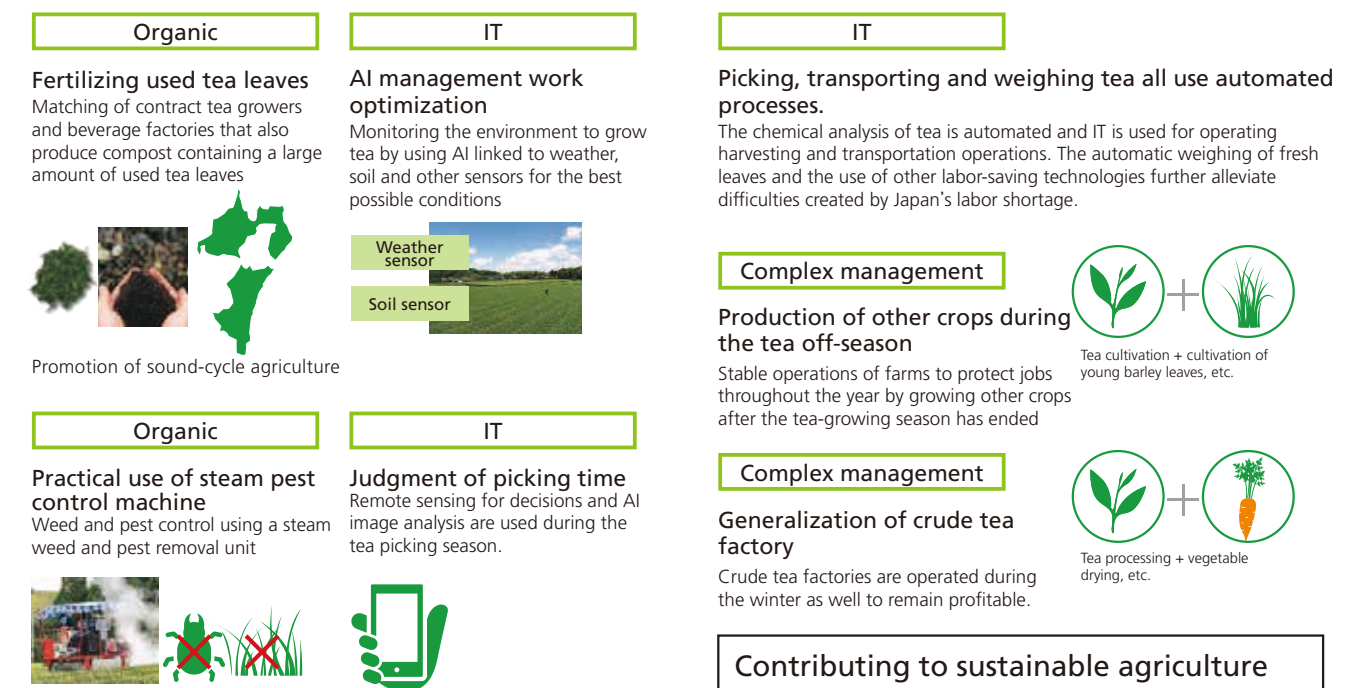 Organic
Fertilizing used tea leaves
Matching of contract tea growers
and beverage factories that also
produce compost containing a large
amount of used tea leaves
Promotion of sound-cycle agriculture
IT
AI management work
optimization
Monitoring the environment to grow
tea by using AI linked to weather,
soil and other sensors for the best
possible conditions
Weather
sensor
Soil sensor
Organic
Practical use of steam pest
control machine
Weed and pest control using a steam
weed and pest removal unit
IT
Judgment of picking time
Remote sensing for decisions and AI
image analysis are used during the
tea picking season.
IT
Picking, transporting and weighing tea all use automated
processes.
The chemical analysis of tea is automated and IT is used for operating
harvesting and transportation operations. The automatic weighing of fresh
leaves and the use of other labor-saving technologies further alleviate
difficulties created by Japan's labor shortage.
Complex management
Production of other crops during
the tea off-season
Stable operations of farms to protect jobs
throughout the year by growing other crops
after the tea-growing season has ended
Tea cultivation + cultivation of
young barley leaves, etc.
Complex management
Generalization of crude tea
factory
Crude tea factories are operated during
the winter as well to remain profitable.
Tea processing + vegetable
drying, etc.
Contributing to sustainable agriculture